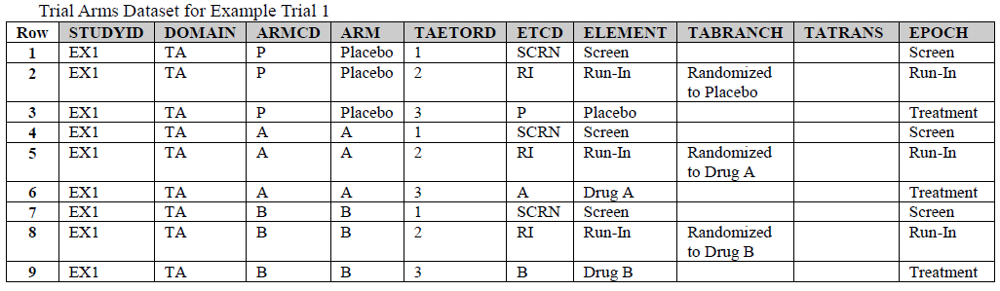 Trial Arms Dataset for Example Trial 1
Row STUDYID DOMAIN ARMCD ARM TAETORD ETCD ELEMENT TABRANCH TATRANS EPOCH
1 EX1 TA P Placebo 1 SCRN Screen Screen
2 EX1 TA P Placebo 2 RI Run-In Randomized Run-In
to Placebo
3 EX1 TA P Placebo 3 P Placebo Treatment
4 EX1 TA A A 1 SCRN Screen Screen
5 EX1 TA A A 2 RI Run-In Randomized Run-In
to Drug A
6 EX1 TA A A 3 A Drug A Treatment
7 EX1 TA B B 1 SCRN Screen Screen
8 EX1 TA B B 2 RI Run-In Randomized Run-In
to Drug B
9 EX1 TA B B 3 B Drug B Treatment